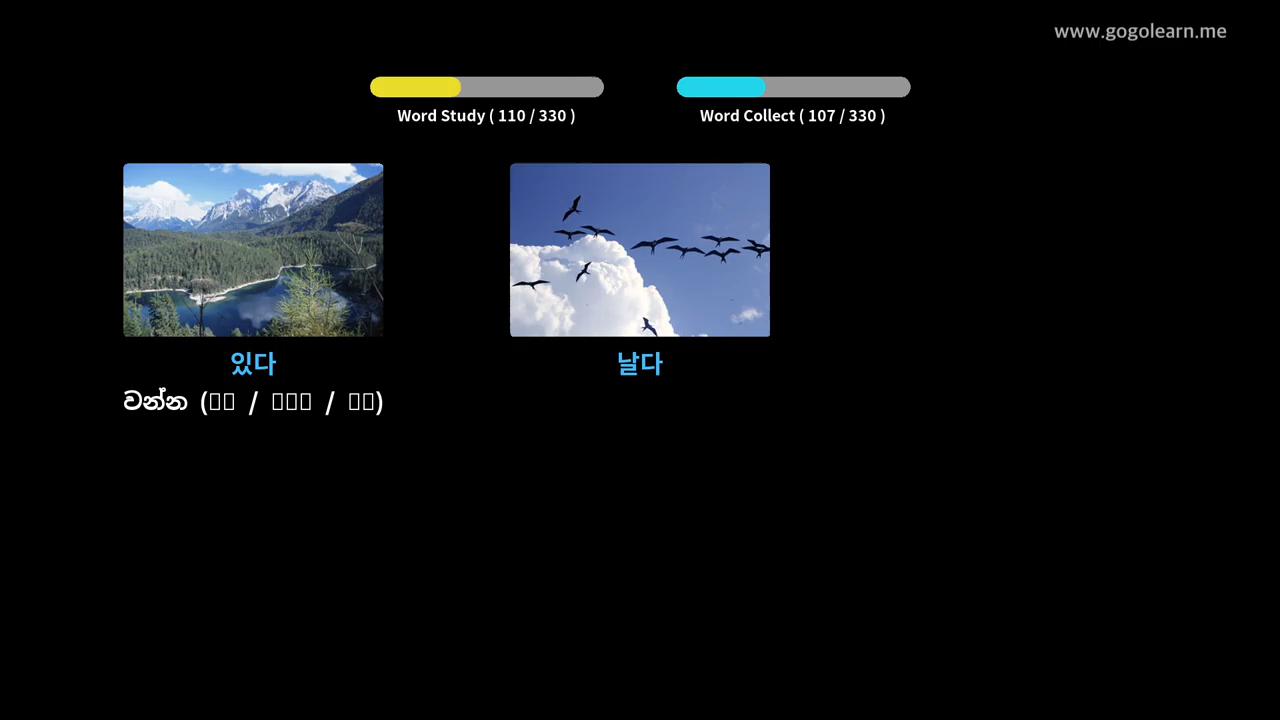 www.gogolearn.me
Word Study ( 110 / 330 )
Word Collect ( 107 / 330 )
있다
날다
වන්න (▯▯ / ▯▯▯ / ▯▯)